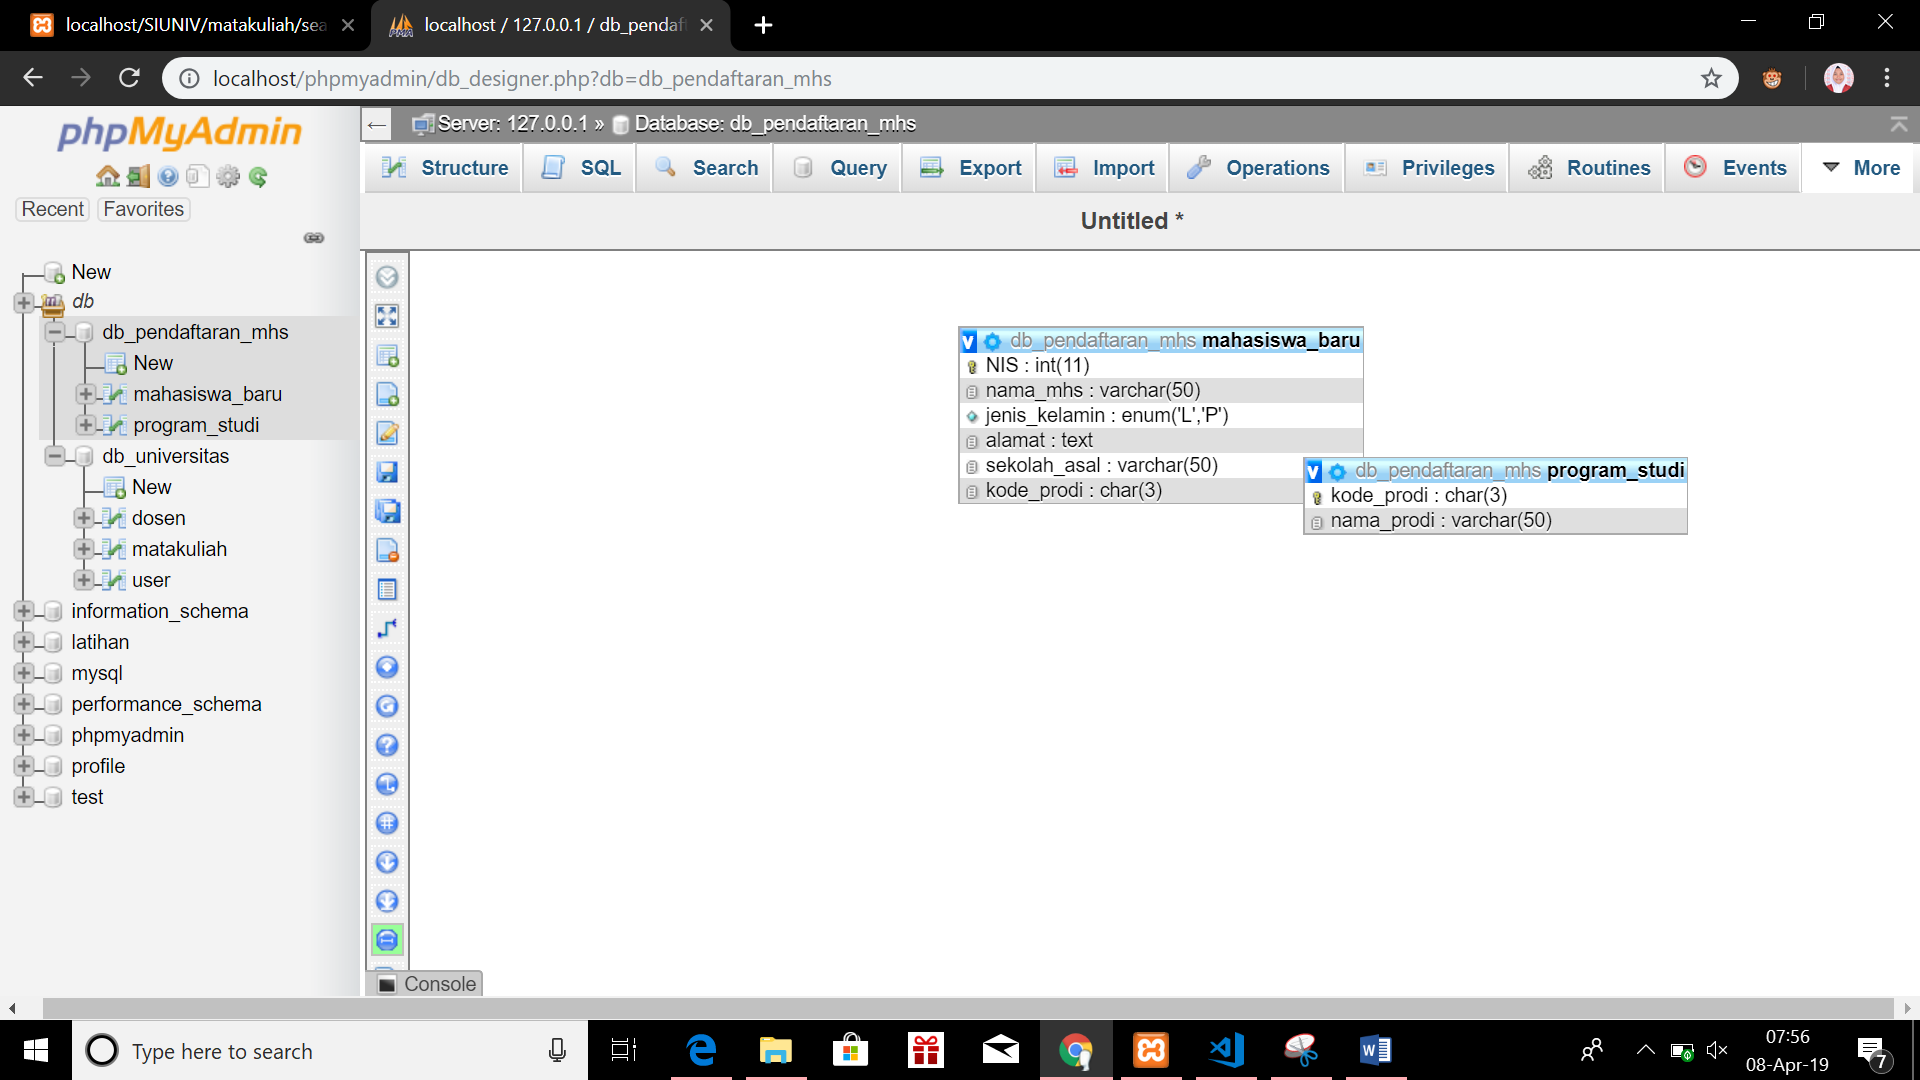 localhost/SIUNIV/matakuliah/sea
localhost / 127.0.0.1 / db_pendaft
localhost/phpmyadmin/db_designer.php?db=db_pendaftaran_mhs
phpMyAdmin
Recent Favorites
New
db
db_pendaftaran_mhs
New
mahasiswa_baru
program_studi
db_universitas
New
dosen
matakuliah
user
information_schema
latihan
mysql
performance_schema
phpmyadmin
profile
test
Server: 127.0.0.1 » Database: db_pendaftaran_mhs
Structure SQL Search Query Export Import Operations Privileges Routines Events More
Untitled *
db_pendaftaran_mhs mahasiswa_baru
NIS : int(11)
nama_mhs : varchar(50)
jenis_kelamin : enum('L','P')
alamat : text
sekolah_asal : varchar(50)
kode_prodi : char(3)
db_pendaftaran_mhs program_studi
kode_prodi : char(3)
nama_prodi : varchar(50)
Console
Type here to search
07:56
08-Apr-19
7